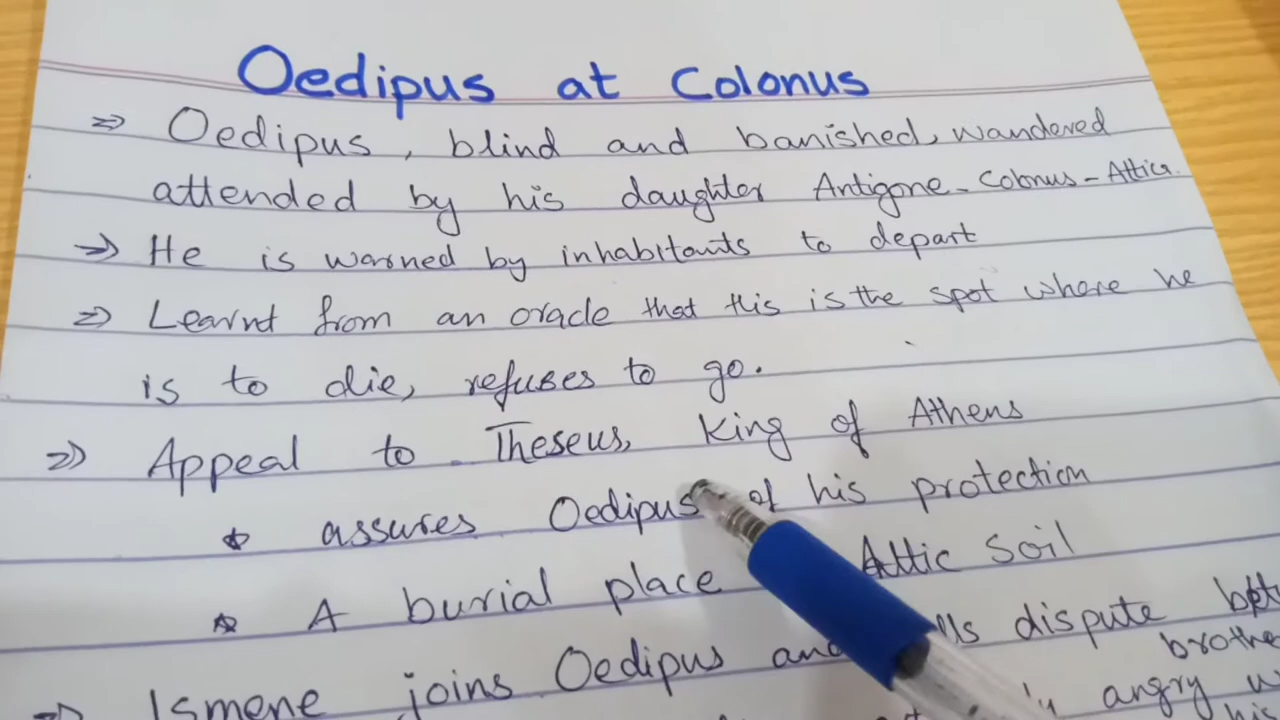 Oedipus at Colonus
⇒ Oedipus, blind and banished, wandered
attended by his daughter Antigone - Colonus - Attica.
⇒ He is warned by inhabitants to depart
⇒ Learnt from an oracle that this is the spot where he
is to die, refuses to go.
⇒ Appeal to Theseus, King of Athens
* assures Oedipus of his protection
* A burial place Attic Soil
⇒ Ismene joins Oedipus and dispute
angry